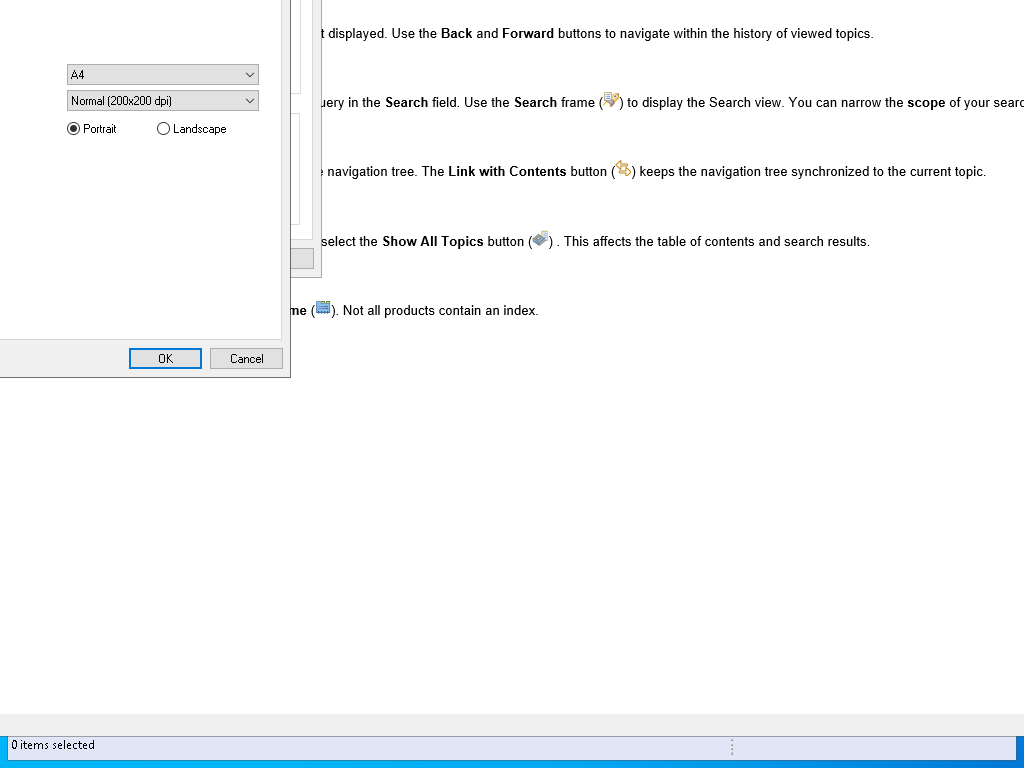 t displayed. Use the Back and Forward buttons to navigate within the history of viewed topics.
A4
Normal (200x200 dpi)
uery in the Search field. Use the Search frame ( ) to display the Search view. You can narrow the scope of your searc
Portrait Landscape
navigation tree. The Link with Contents button ( ) keeps the navigation tree synchronized to the current topic.
select the Show All Topics button ( ) . This affects the table of contents and search results.
me ( ). Not all products contain an index.
OK Cancel
0 items selected